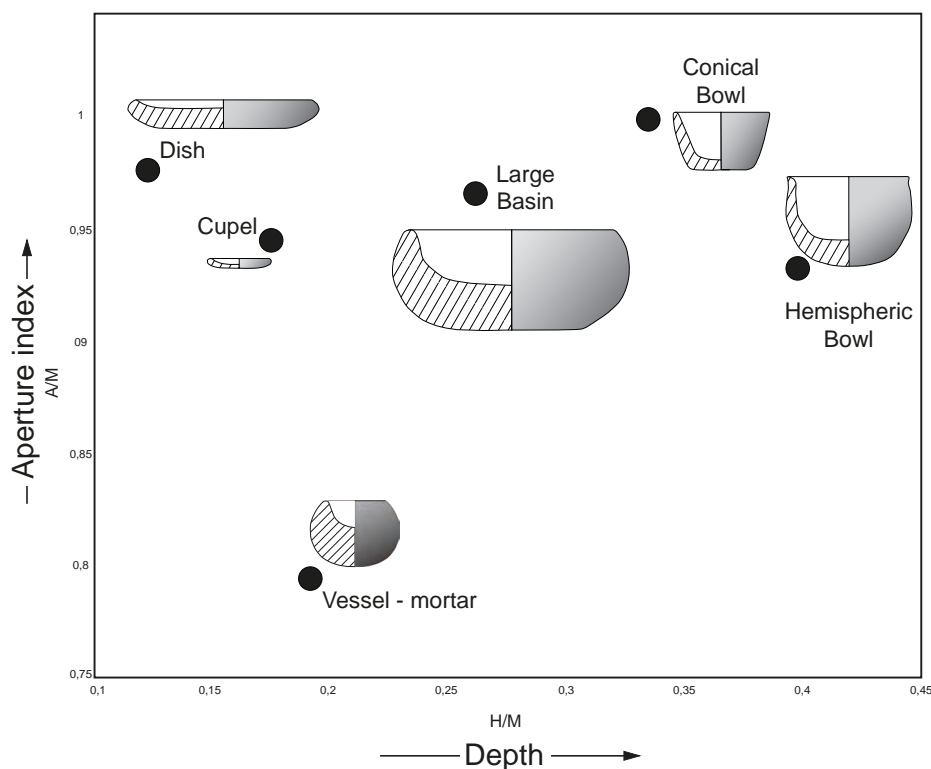 Conical
Bowl
1
Dish
Large
Basin
Cupel
0,95
Hemispheric
Bowl
09
Aperture index
A/M
0,85
0,8
Vessel - mortar
0,75
0,1
0,15
0,2
0,25
0,3
0,35
0,4
0,45
H/M
Depth